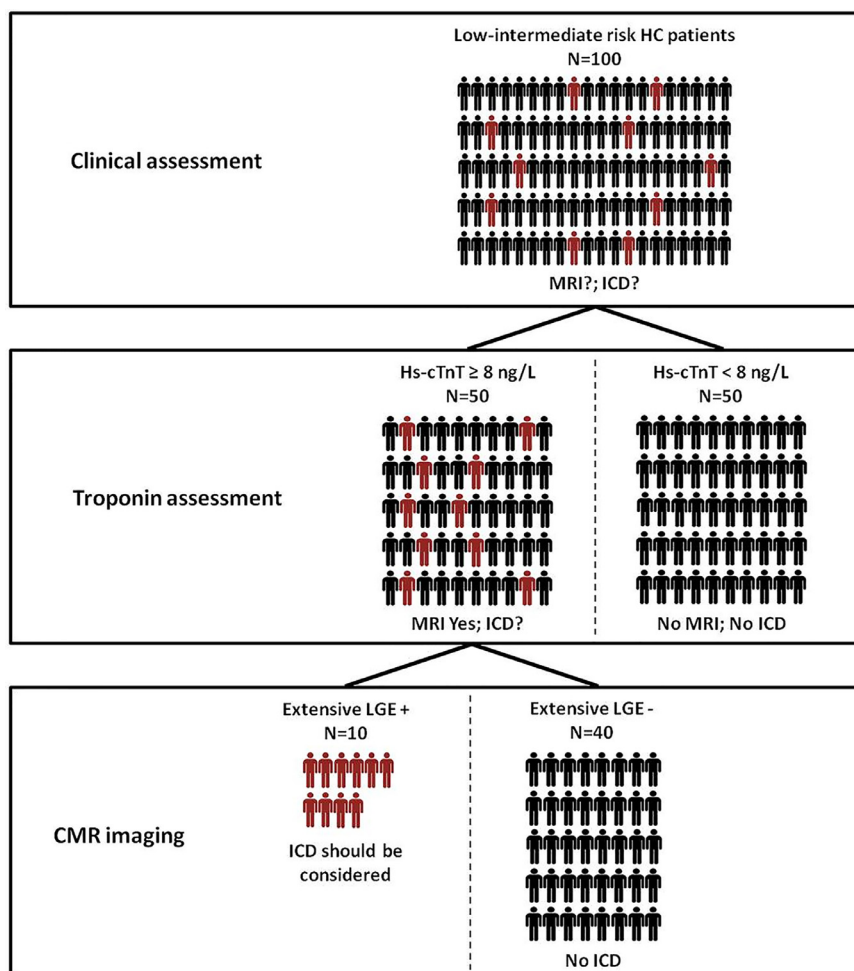 Low-intermediate risk HC patients
N=100
Clinical assessment
MRI?; ICD?
Hs-cTnT ≥ 8 ng/L
N=50
Hs-cTnT < 8 ng/L
N=50
Troponin assessment
MRI Yes; ICD?
No MRI; No ICD
Extensive LGE +
N=10
Extensive LGE -
N=40
CMR imaging
ICD should be
considered
No ICD